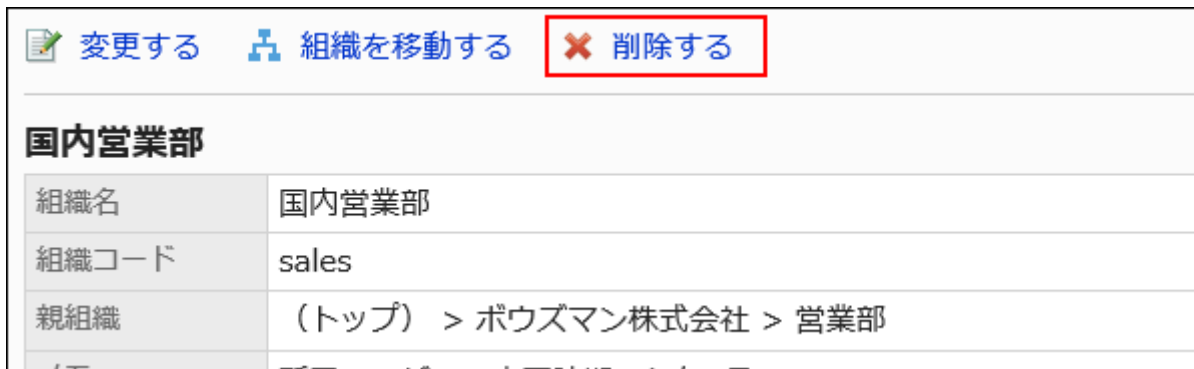 変更する 組織を移動する 削除する
国内営業部
組織名 国内営業部
組織コード sales
親組織 （トップ） > ボウズマン株式会社 > 営業部